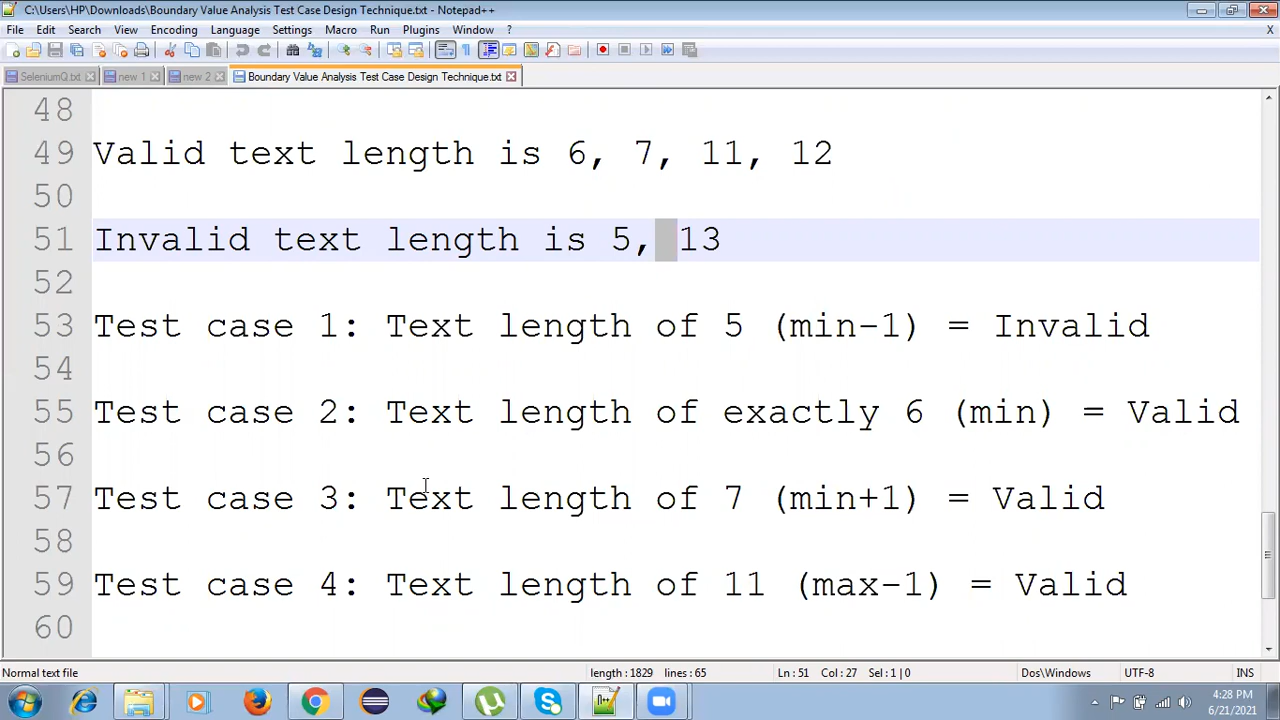 C:\Users\HP\Downloads\Boundary Value Analysis Test Case Design Technique.txt - Notepad++
File Edit Search View Encoding Language Settings Macro Run Plugins Window ? X
SeleniumQ.txt new 1 new 2 Boundary Value Analysis Test Case Design Technique.txt
48
49 Valid text length is 6, 7, 11, 12
50
51 Invalid text length is 5, 13
52
53 Test case 1: Text length of 5 (min-1) = Invalid
54
55 Test case 2: Text length of exactly 6 (min) = Valid
56
57 Test case 3: Text length of 7 (min+1) = Valid
58
59 Test case 4: Text length of 11 (max-1) = Valid
60
Normal text file length : 1829 lines : 65 Ln : 51 Col : 27 Sel : 1 | 0 Dos\Windows UTF-8 INS
4:28 PM
6/21/2021